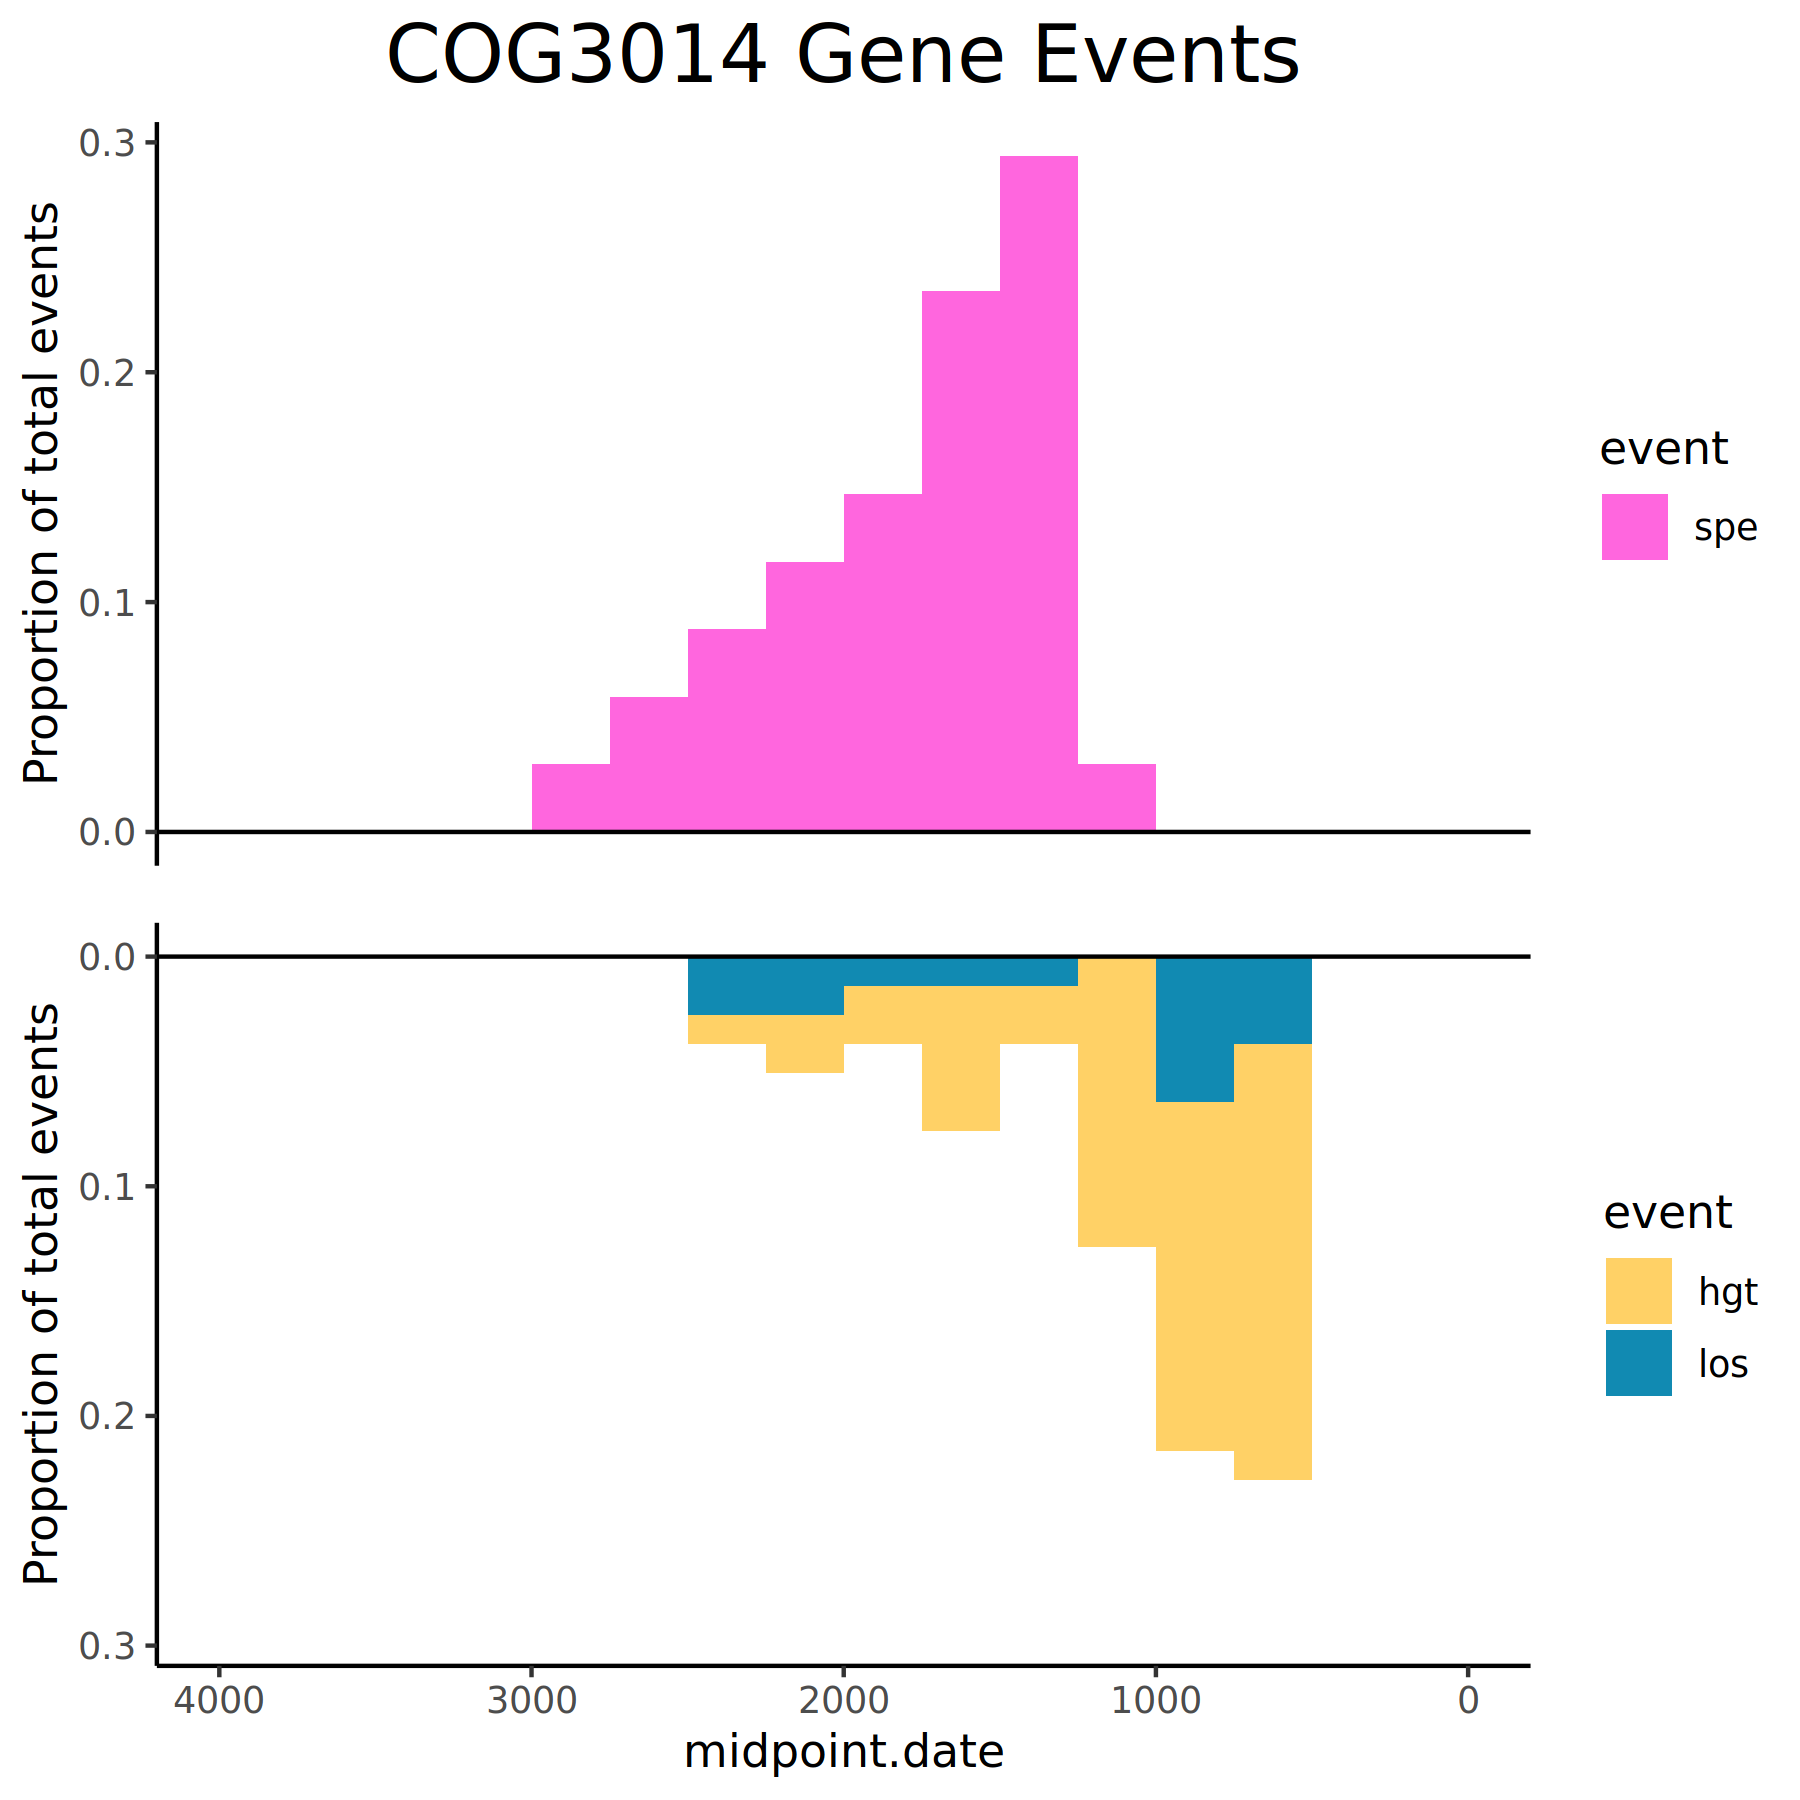 COG3014 Gene Events
Proportion of total events
0.3
0.2
0.1
0.0
event
spe
Proportion of total events
0.0
0.1
0.2
0.3
event
hgt
los
4000 3000 2000 1000 0
midpoint.date